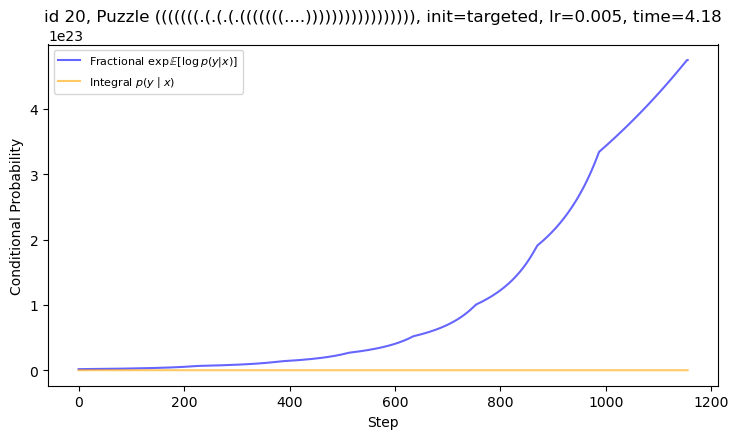 id 20, Puzzle (((((((.(.(.(.(((((((....))))))))))))))))), init=targeted, lr=0.005, time=4.18
1e23
Fractional exp𝔼[log p(y|x)]
Integral p(y | x)
4
3
2
1
0
Conditional Probability
0 200 400 600 800 1000 1200
Step